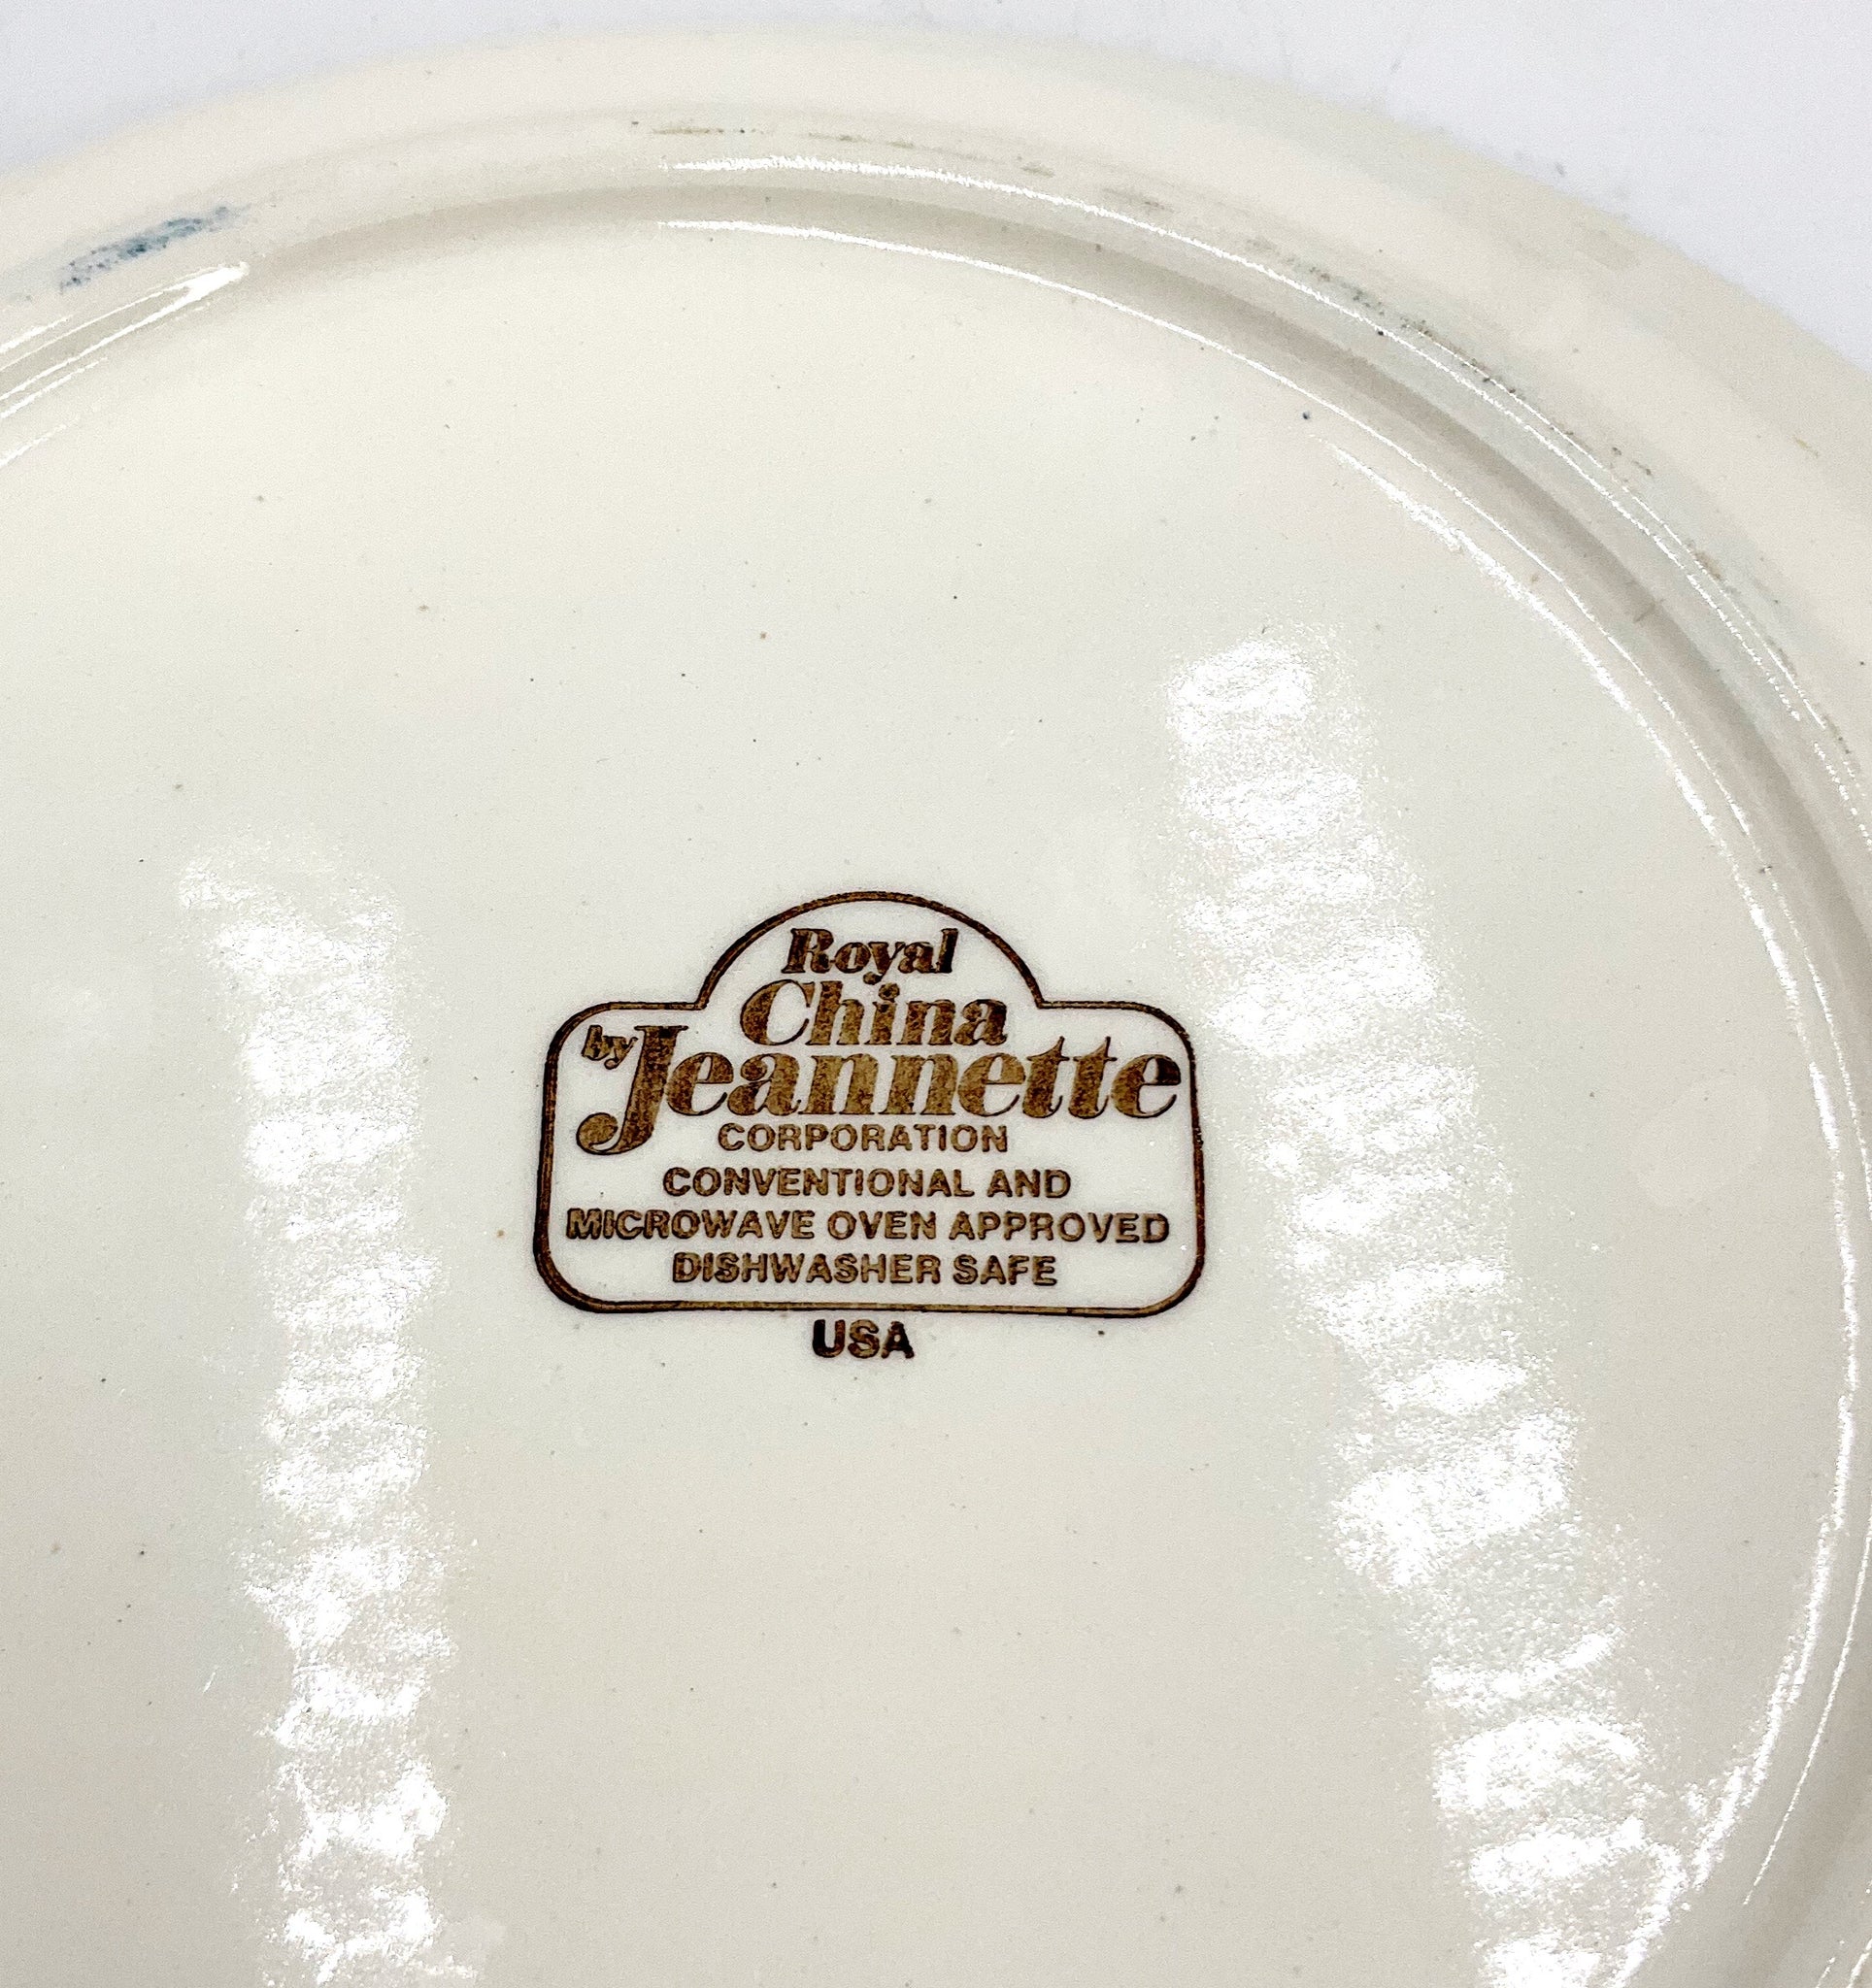 Royal
China
by Jeannette
CORPORATION
CONVENTIONAL AND
MICROWAVE OVEN APPROVED
DISHWASHER SAFE
USA